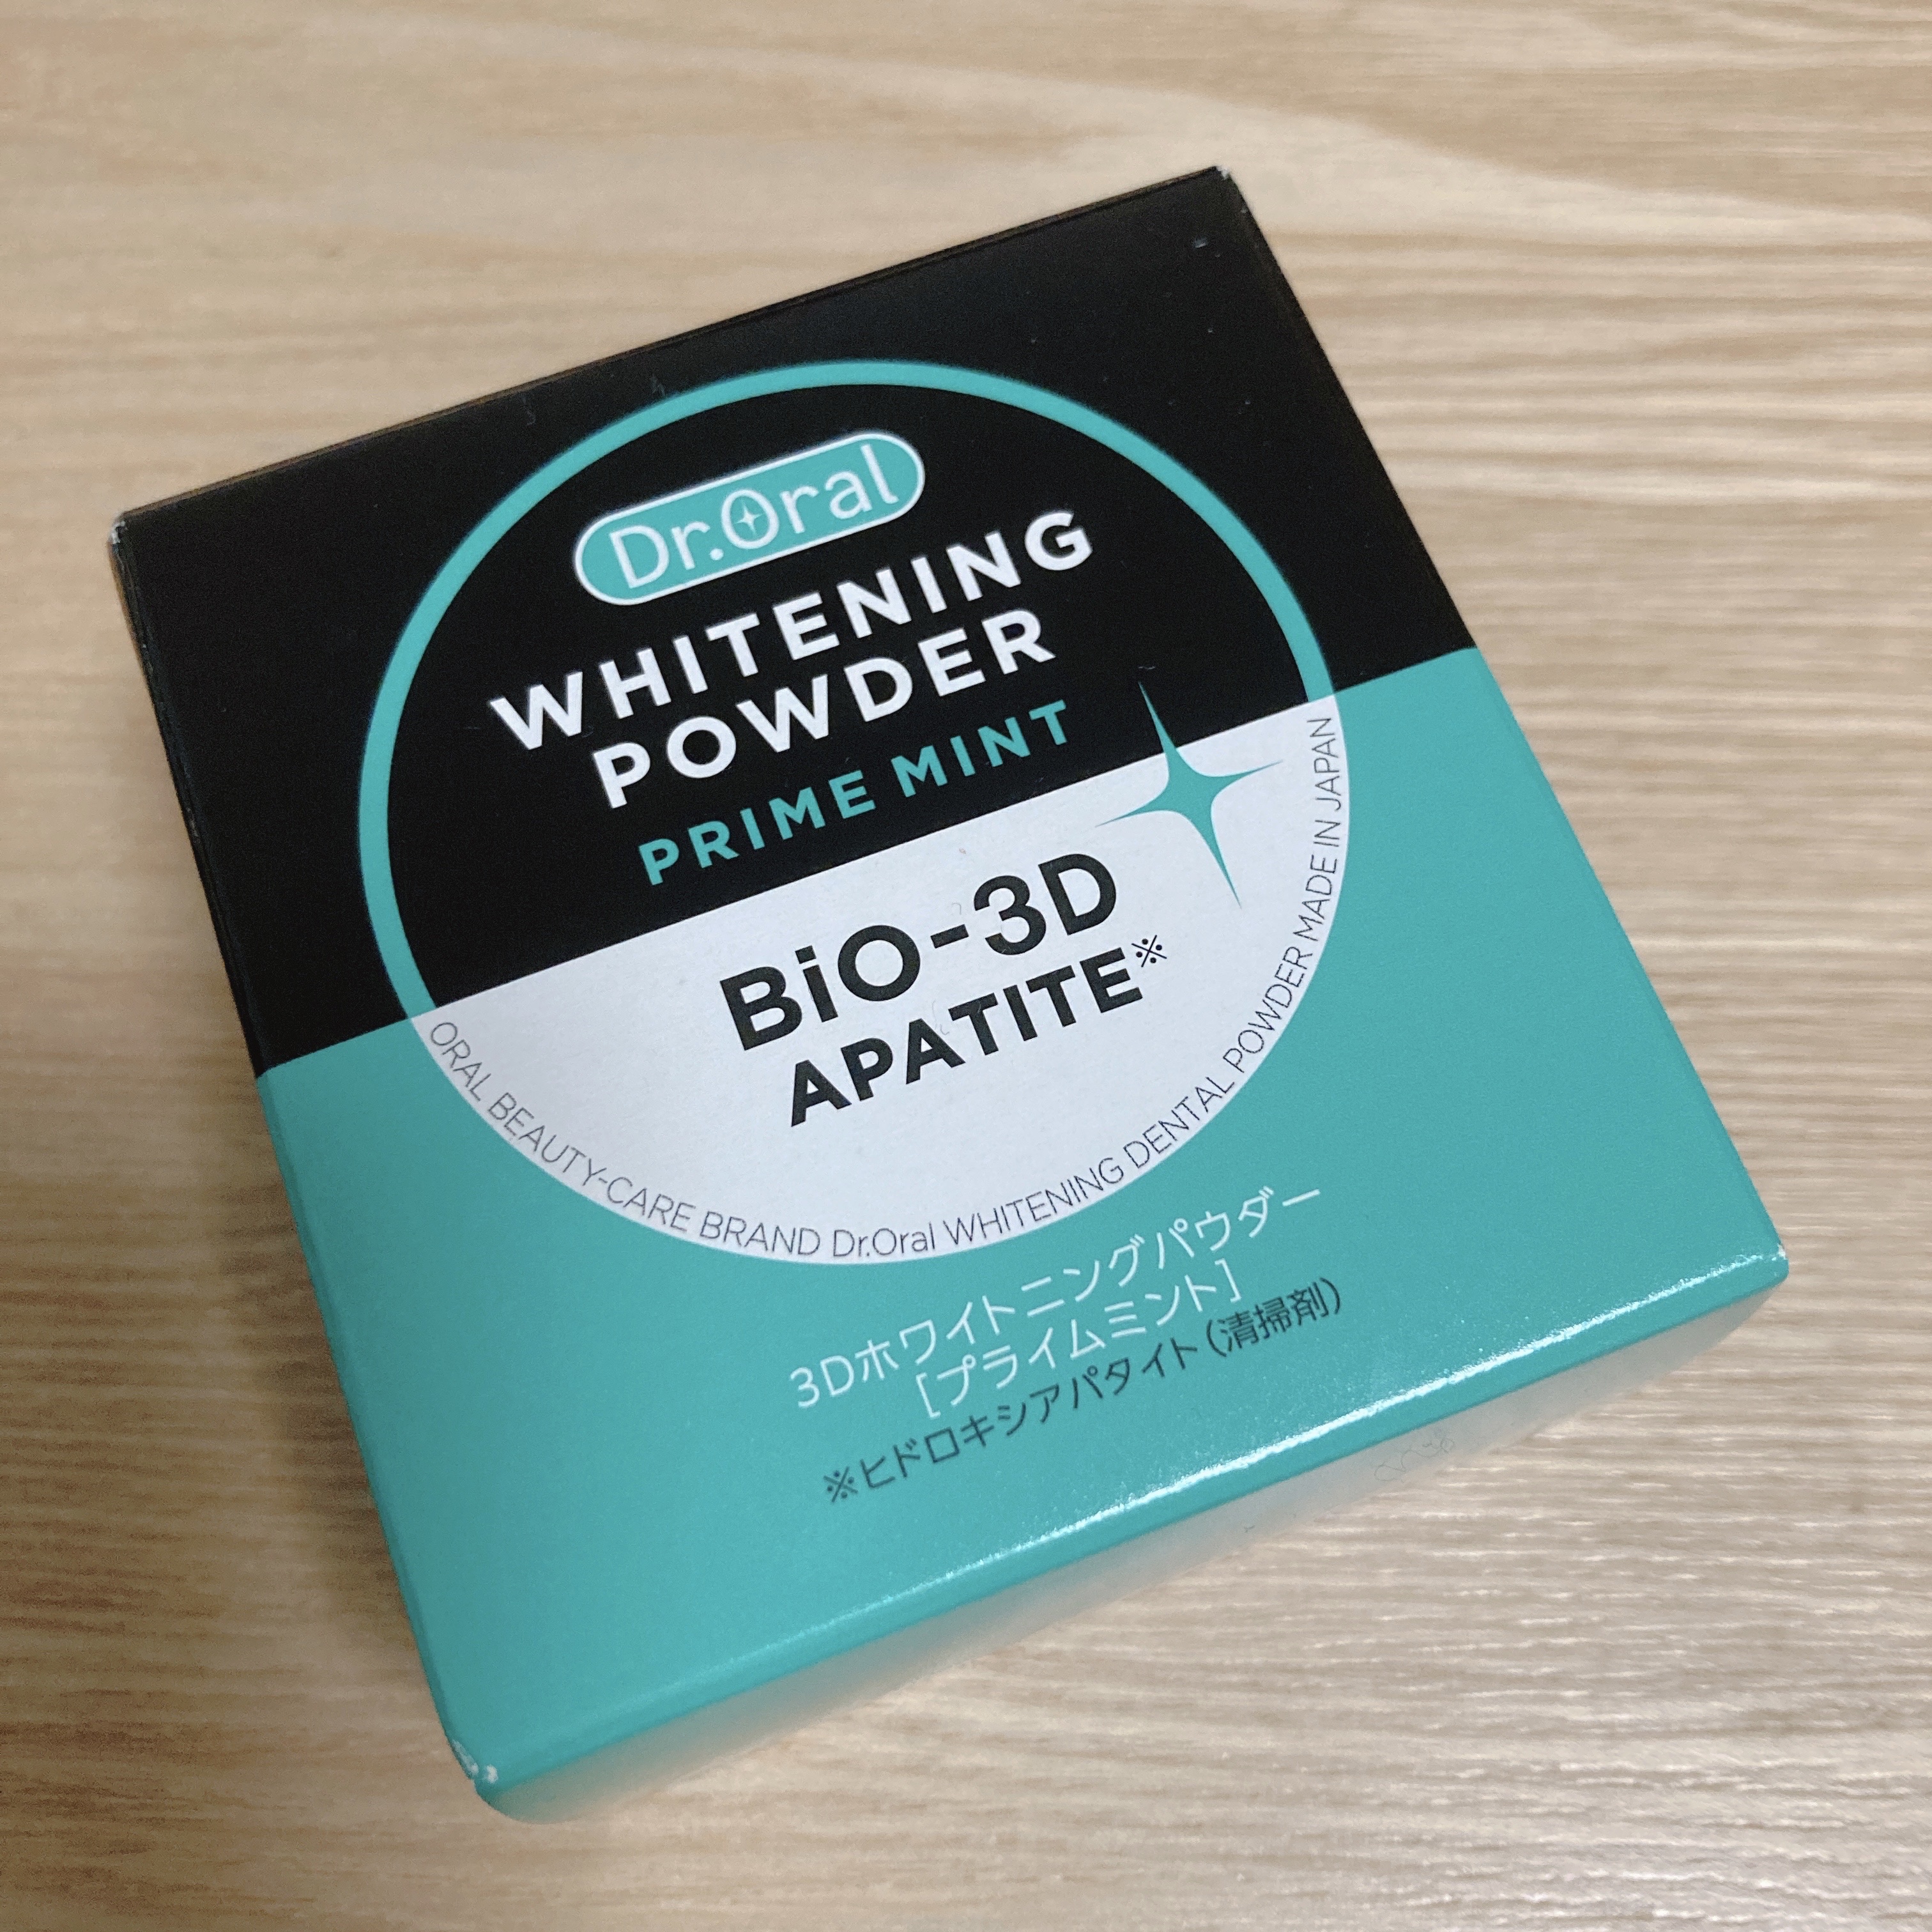 Dr.Oral
WHITENING
POWDER
PRIME MINT
BiO-3D
APATITE※
ORAL BEAUTY-CARE BRAND Dr.Oral WHITENING DENTAL POWDER MADE IN JAPAN
3Dホワイトニングパウダー
[プライムミント]
※ヒドロキシアパタイト(清掃剤)